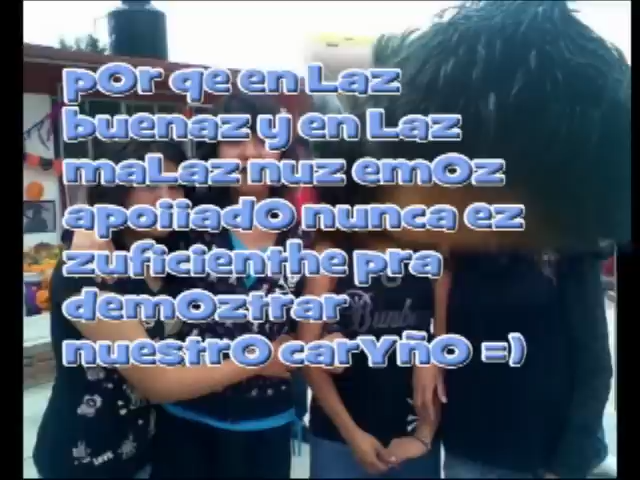 pOr qe en Laz
buenaz y en Laz
maLaz nuz emOz
apoiiadO nunca ez
zuficienthe pra
demOztrar
nuestrO carYñO =)